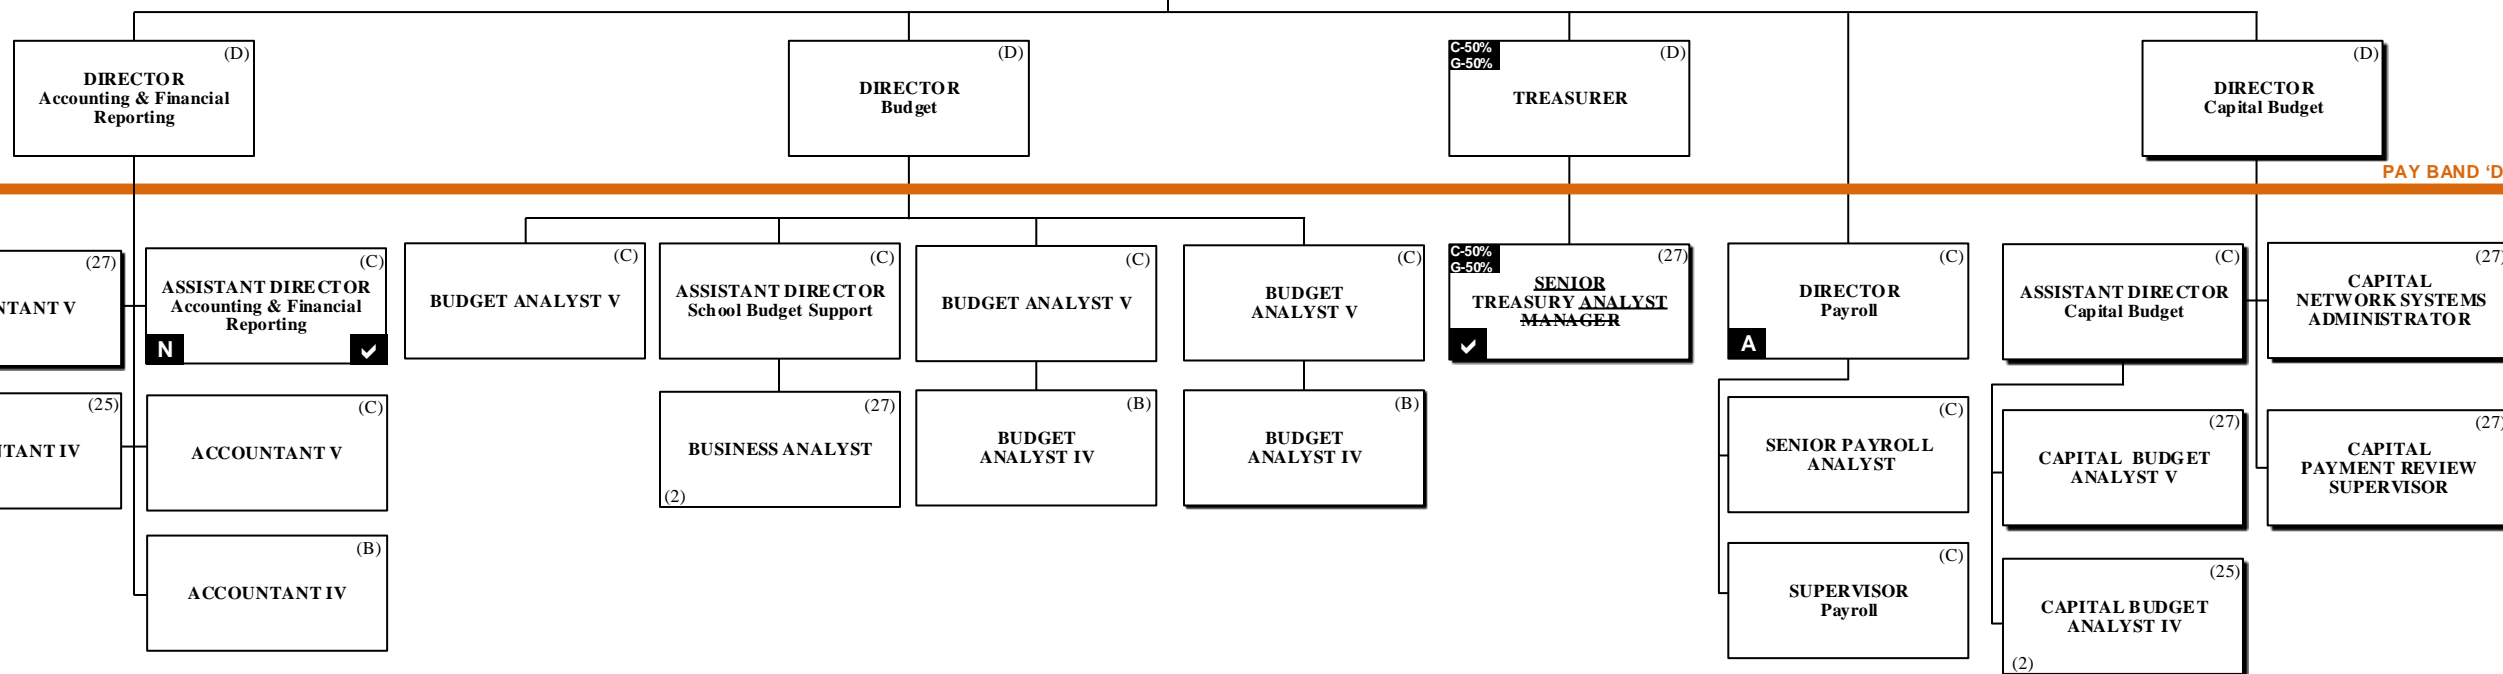 (D)
DIRECTOR
Accounting & Financial
Reporting
(D)
DIRECTOR
Budget
C-50%
G-50%
(D)
TREASURER
(D)
DIRECTOR
Capital Budget
PAY BAND ‘D
(27)
NTANT V
(C)
ASSISTANT DIRECTOR
Accounting & Financial
Reporting
N
(C)
BUDGET ANALYST V
(C)
ASSISTANT DIRECTOR
School Budget Support
(C)
BUDGET ANALYST V
(C)
BUDGET
ANALYST V
C-50%
G-50%
(27)
SENIOR
TREASURY ANALYST
MANAGER
(C)
DIRECTOR
Payroll
A
(C)
ASSISTANT DIRECTOR
Capital Budget
(27)
CAPITAL
NETWORK SYSTEMS
ADMINISTRATOR
(25)
TANT IV
(C)
ACCOUNTANT V
(27)
BUSINESS ANALYST
(2)
(B)
BUDGET
ANALYST IV
(B)
BUDGET
ANALYST IV
(C)
SENIOR PAYROLL
ANALYST
(27)
CAPITAL BUDGET
ANALYST V
(27)
CAPITAL
PAYMENT REVIEW
SUPERVISOR
(B)
ACCOUNTANT IV
(C)
SUPERVISOR
Payroll
(25)
CAPITAL BUDGET
ANALYST IV
(2)